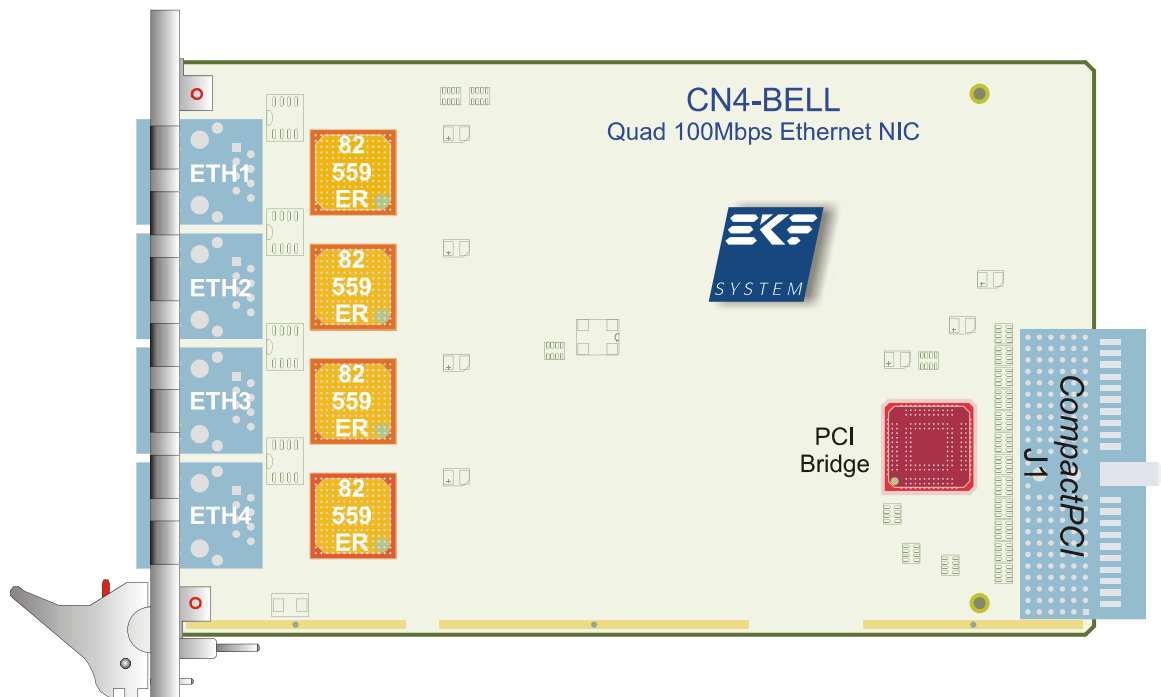 CN4-BELL
Quad 100Mbps Ethernet NIC
ETH1
82
559
ER
EKF
SYSTEM
ETH2
82
559
ER
ETH3
82
559
ER
ETH4
82
559
ER
PCI
Bridge
CompactPCI
J1